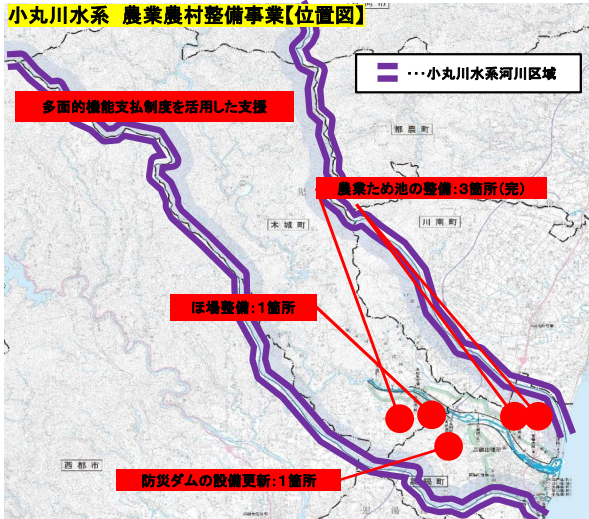 小丸川水系 農業農村整備事業【位置図】
…小丸川水系河川区域
多面的機能支払制度を活用した支援
都農町
農業ため池の整備:3箇所(完)
木城町
川南町
ほ場整備:1箇所
西都市
防災ダムの設備更新:1箇所